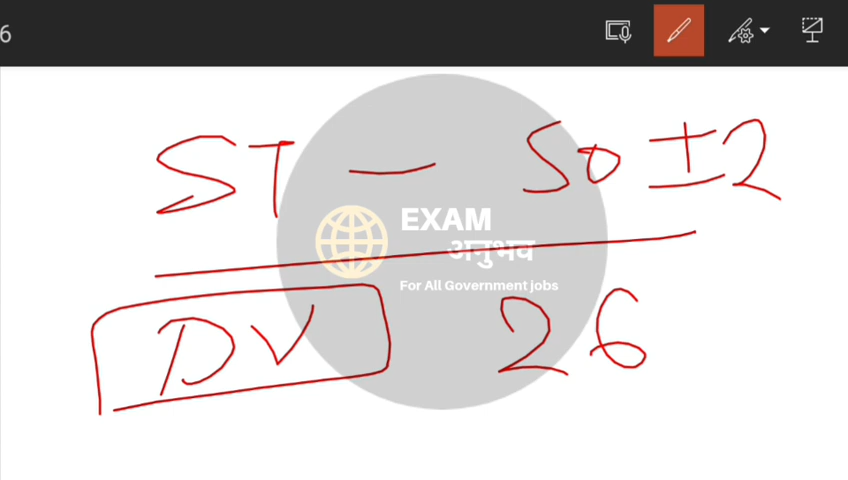 6
ST — 50 ± 2
EXAM
अनुभव
For All Government jobs
DV 26